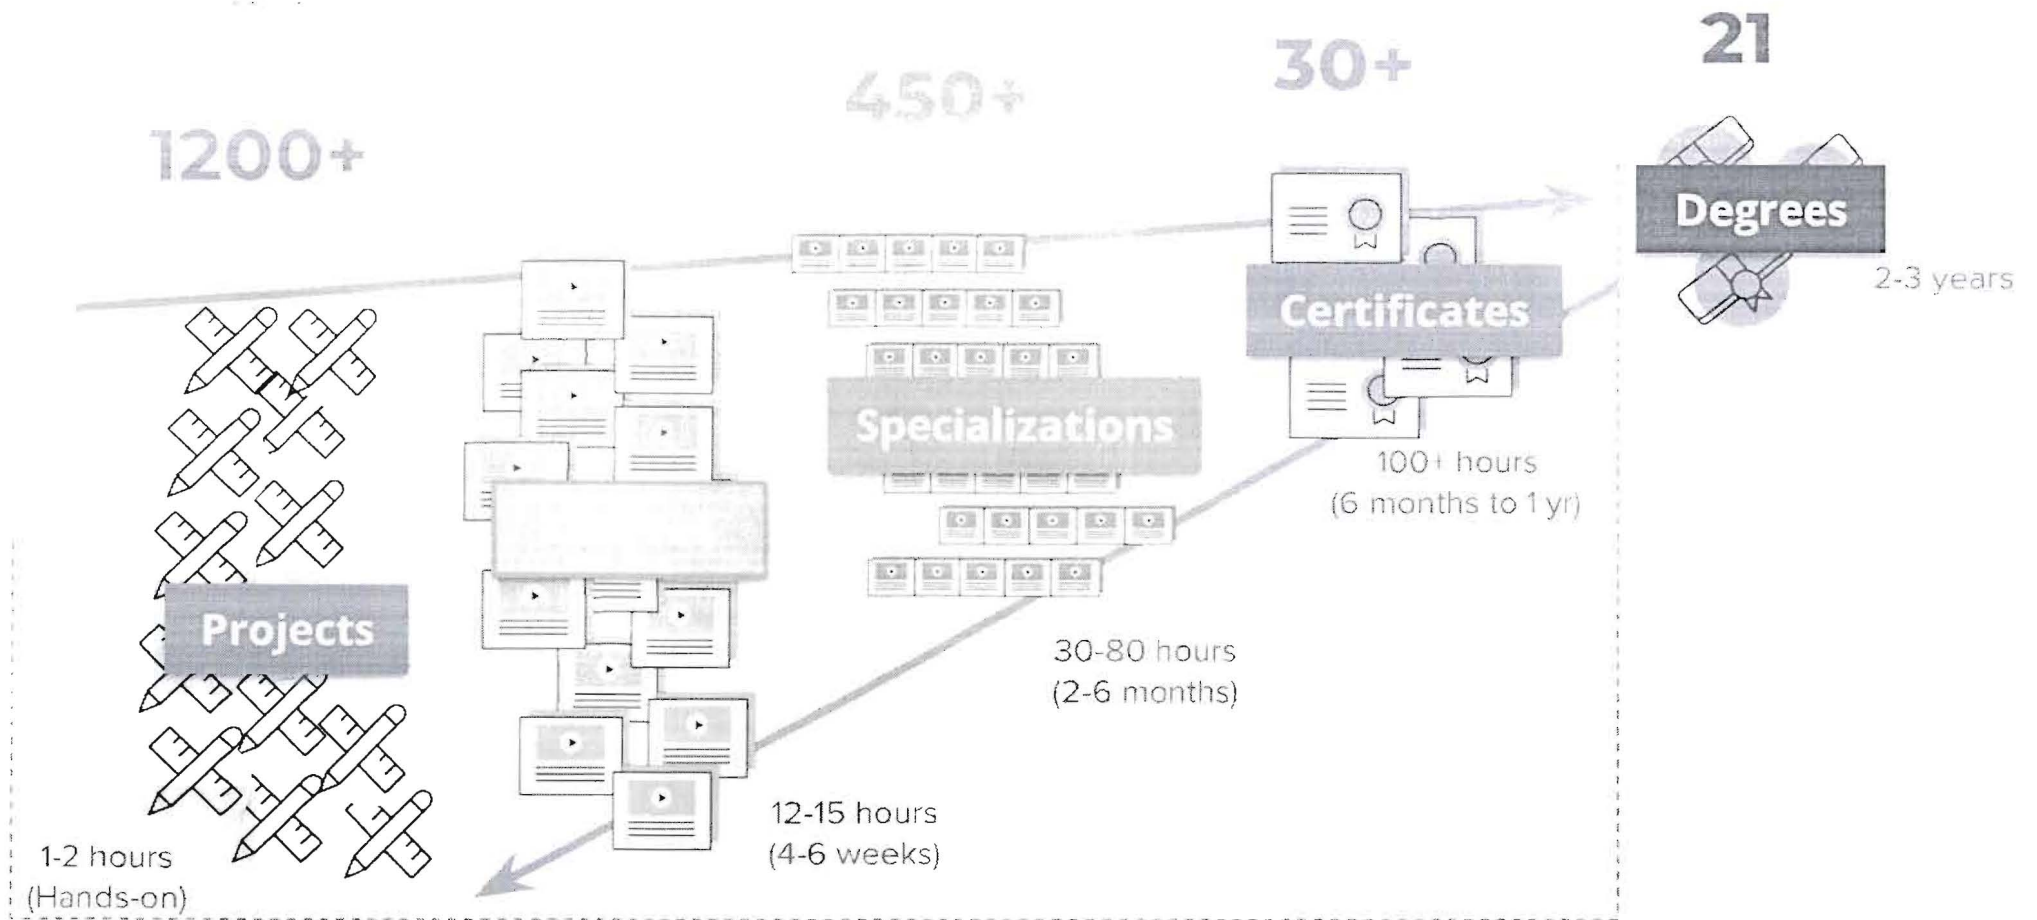 1200+
450+
30+
21
Projects
Specializations
Certificates
Degrees
1-2 hours
(Hands-on)
12-15 hours
(4-6 weeks)
30-80 hours
(2-6 months)
100+ hours
(6 months to 1 yr)
2-3 years